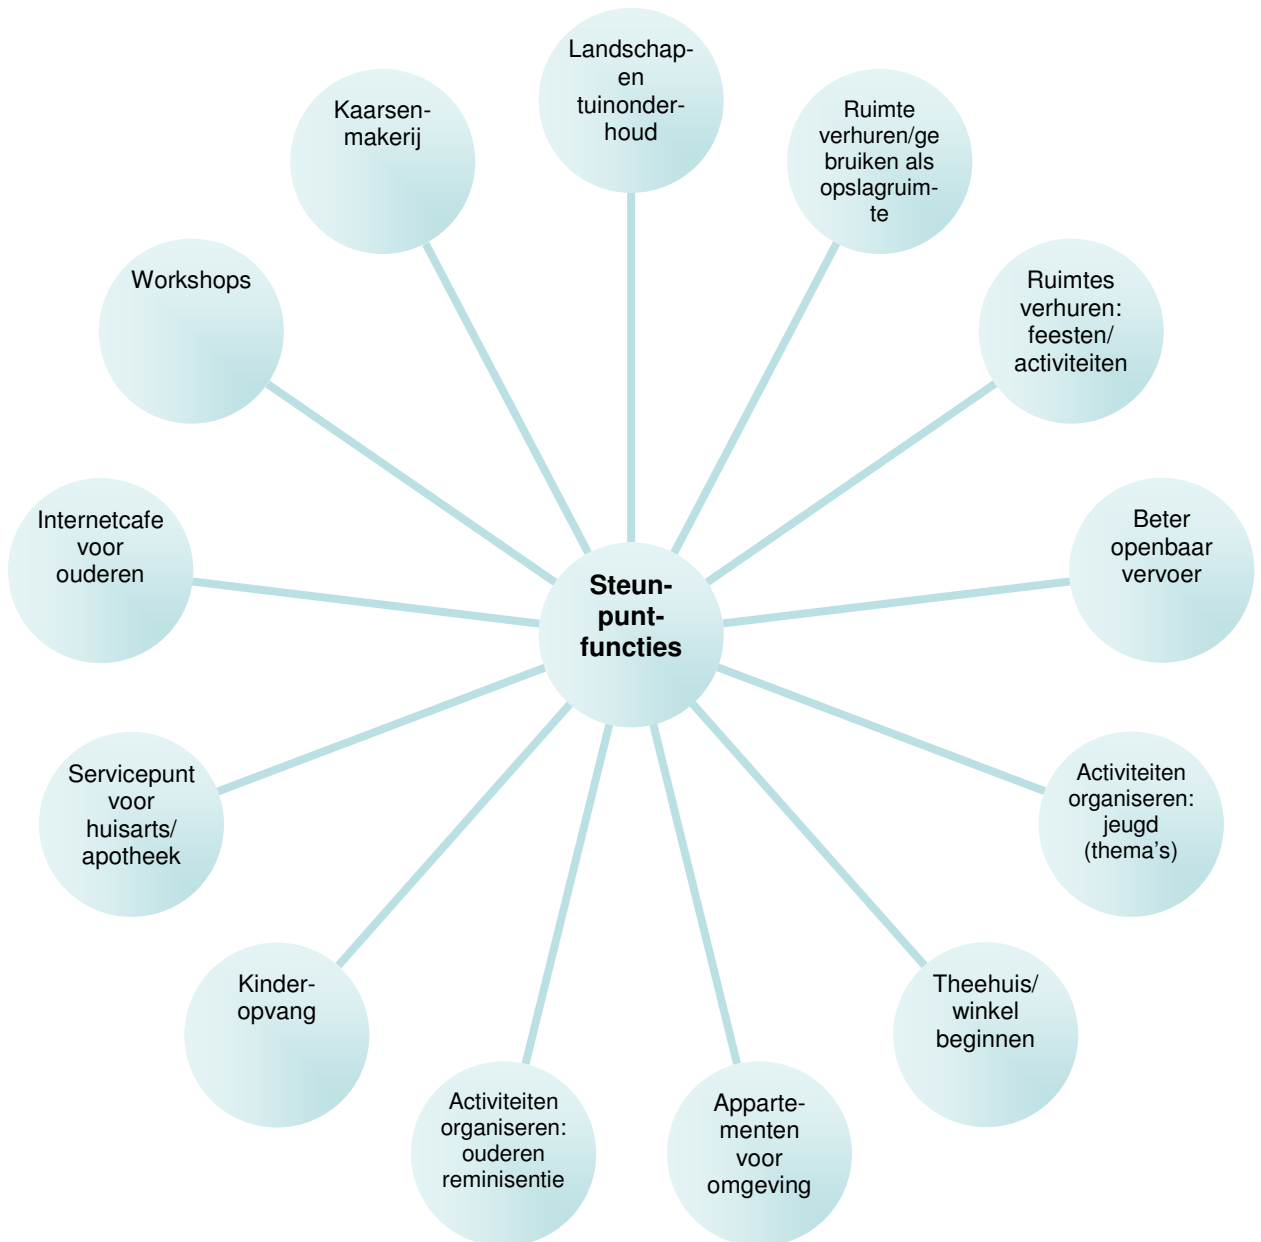 Landschap-
en
tuinonder-
houd
Ruimte
verhuren/ge
bruiken als
opslagruim-
te
Ruimtes
verhuren:
feesten/
activiteiten
Beter
openbaar
vervoer
Activiteiten
organiseren:
jeugd
(thema's)
Theehuis/
winkel
beginnen
Apparte-
menten
voor
omgeving
Activiteiten
organiseren:
ouderen
reminisentie
Kinder-
opvang
Servicepunt
voor
huisarts/
apotheek
Internetcafe
voor
ouderen
Workshops
Kaarsen-
makerij
Steun-
punt-
functies